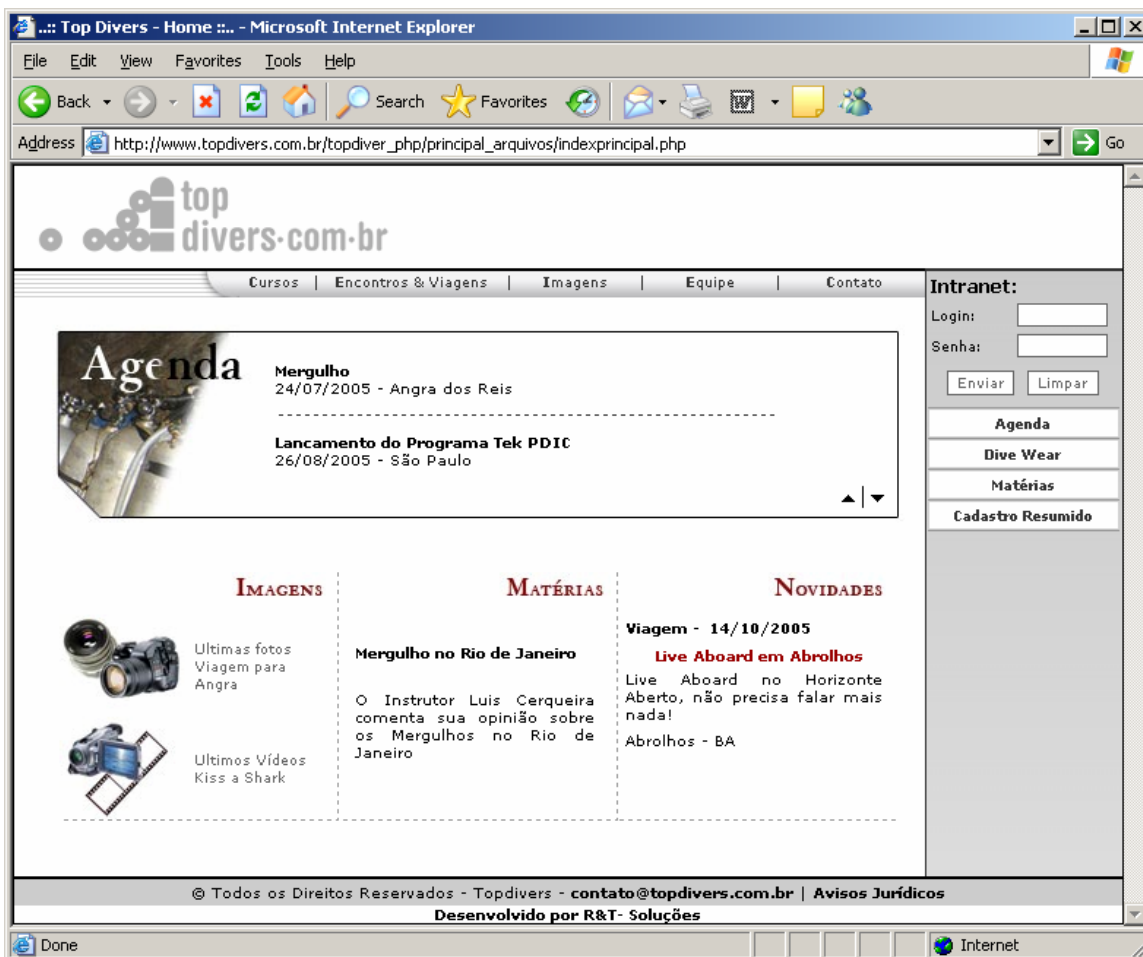 ..:: Top Divers - Home ::.. - Microsoft Internet Explorer
File Edit View Favorites Tools Help
Back Search Favorites
Address http://www.topdivers.com.br/topdiver_php/principal_arquivos/indexprincipal.php Go
top
divers·com·br
Cursos | Encontros & Viagens | Imagens | Equipe | Contato
Intranet:
Login:
Senha:
Enviar Limpar
Agenda
Dive Wear
Matérias
Cadastro Resumido
Agenda
Mergulho
24/07/2005 - Angra dos Reis
Lancamento do Programa Tek PDIC
26/08/2005 - São Paulo
Imagens
Ultimas fotos
Viagem para
Angra
Ultimos Vídeos
Kiss a Shark
Matérias
Mergulho no Rio de Janeiro
O Instrutor Luis Cerqueira
comenta sua opinião sobre
os Mergulhos no Rio de
Janeiro
Novidades
Viagem - 14/10/2005
Live Aboard em Abrolhos
Live Aboard no Horizonte
Aberto, não precisa falar mais
nada!
Abrolhos - BA
© Todos os Direitos Reservados - Topdivers - contato@topdivers.com.br | Avisos Jurídicos
Desenvolvido por R&T- Soluções
Done Internet